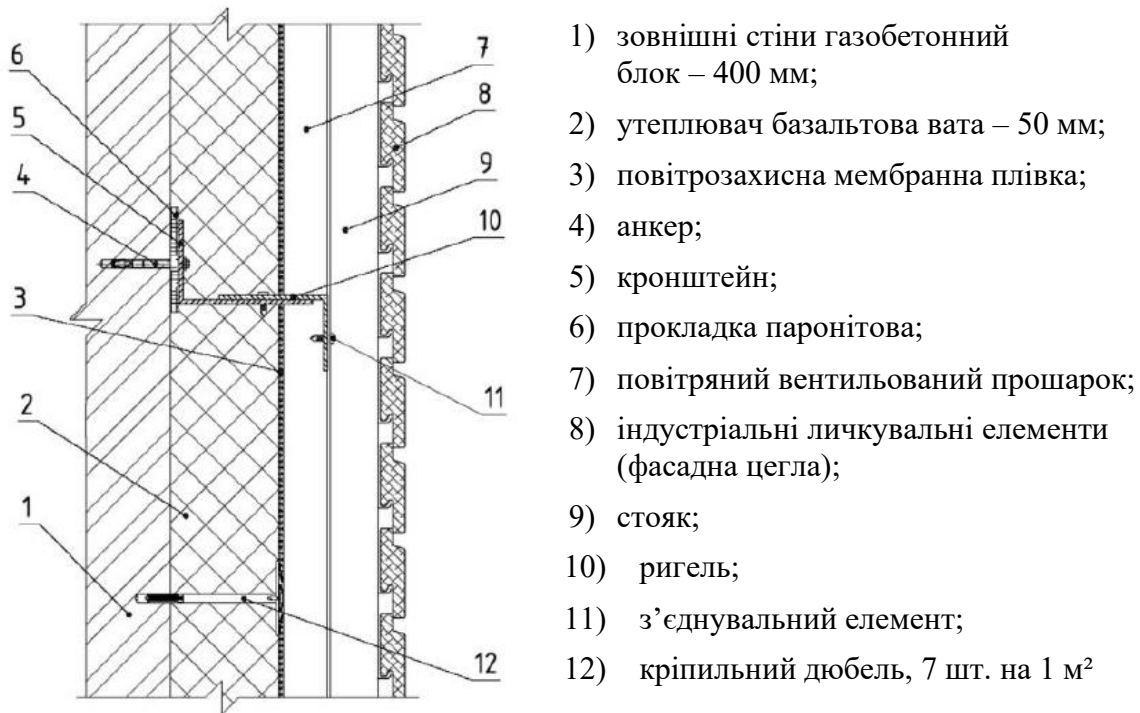 6
5
4
3
2
1
7
8
9
10
11
12
1) зовнішні стіни газобетонний
блок – 400 мм;
2) утеплювач базальтова вата – 50 мм;
3) повітрозахисна мембранна плівка;
4) анкер;
5) кронштейн;
6) прокладка паронітова;
7) повітряний вентильований прошарок;
8) індустріальні личкувальні елементи
(фасадна цегла);
9) стояк;
10) ригель;
11) з’єднувальний елемент;
12) кріпильний дюбель, 7 шт. на 1 м²